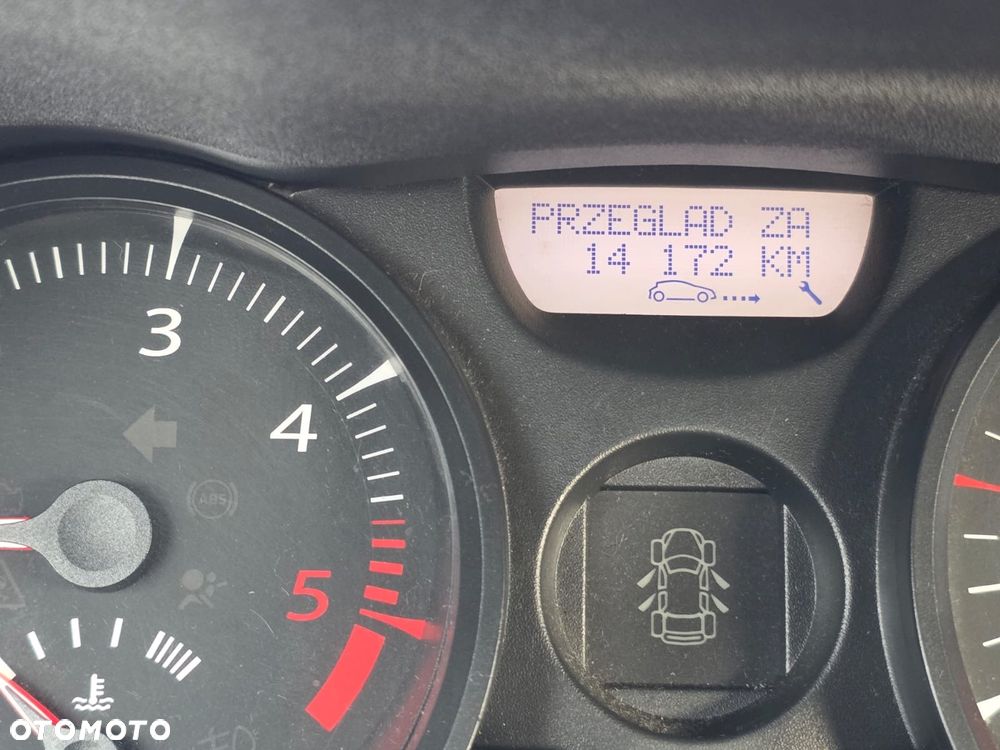 PRZEGLAD ZA
14 172 KM
3
4
ABS
5
OTOMOTO